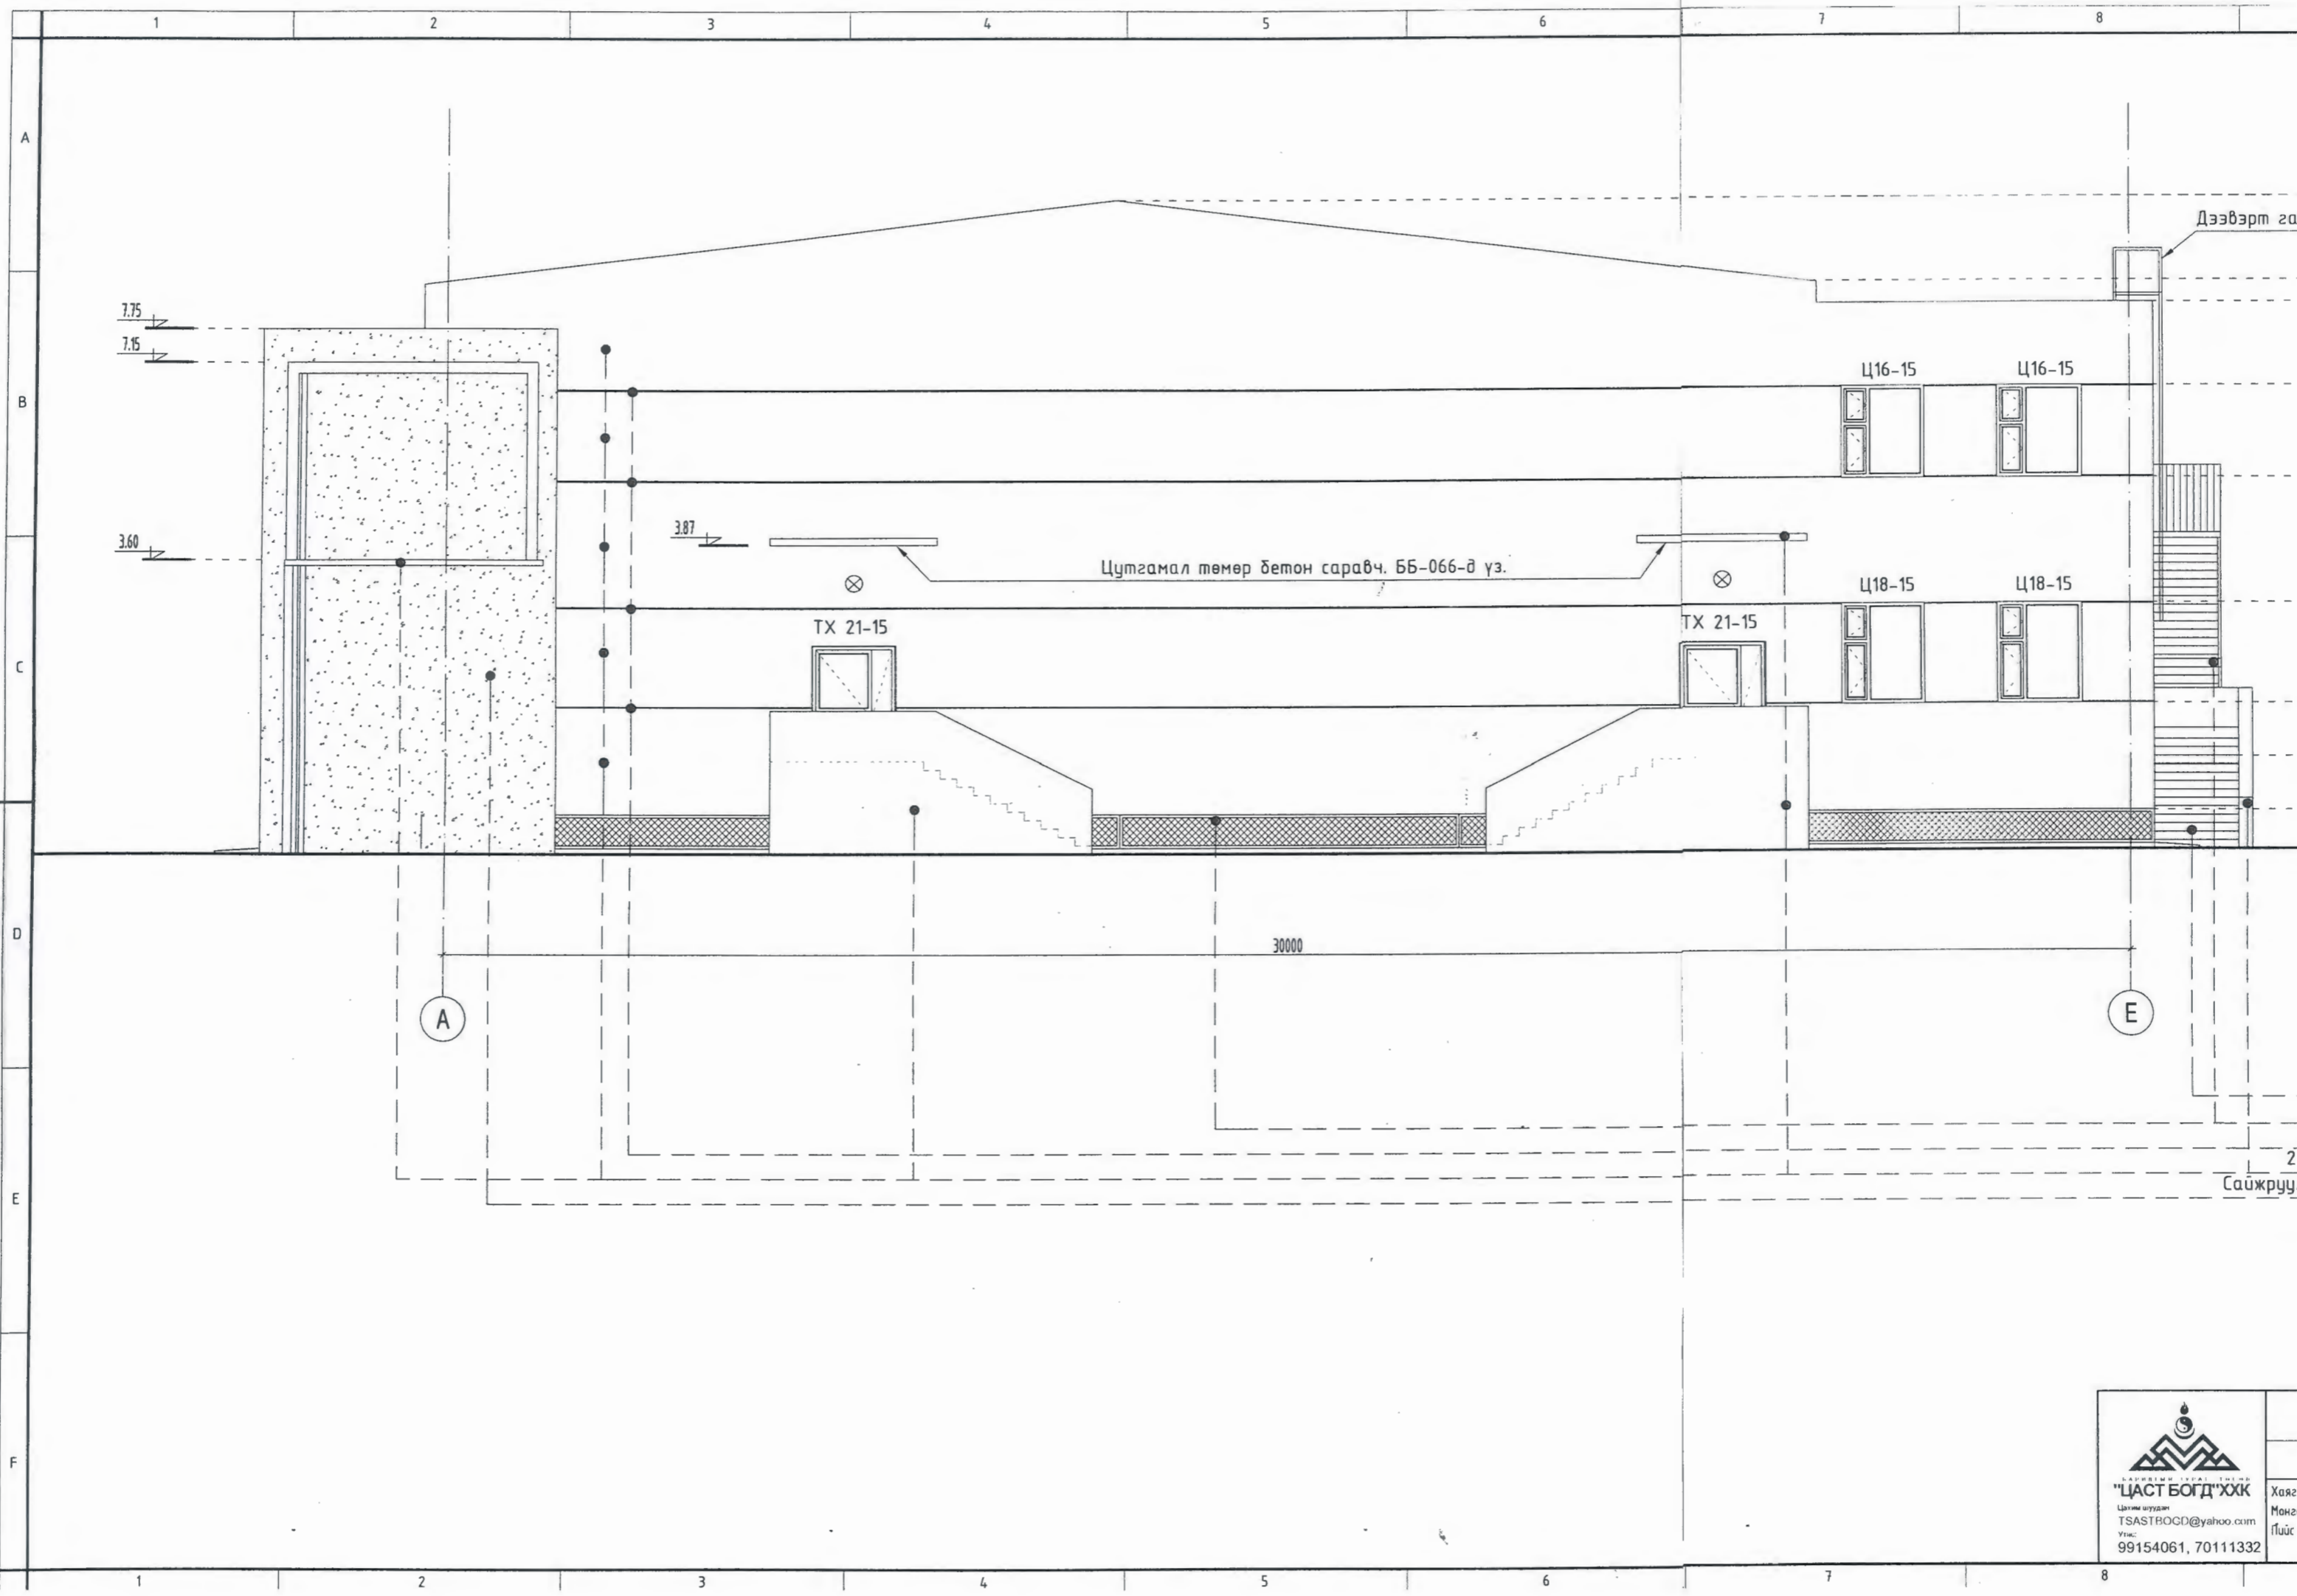 1 2 3 4 5 6 7 8
A
Дээвэрт га
7.75
7.15
B
Ц16-15 Ц16-15
3.60
3.87
Цутгамал төмөр бетон саравч. ББ-066-д үз.
Ц18-15 Ц18-15
ТХ 21-15 ТХ 21-15
C
D
30000
А Е
2
E
Сайжруу
F
"ЦАСТ БОГД"ХХК
Цахим шуудан
TSASTBOGD@yahoo.com
Утас:
99154061, 70111332
Хаяг
Монг
1 2 3 4 5 6 7 8